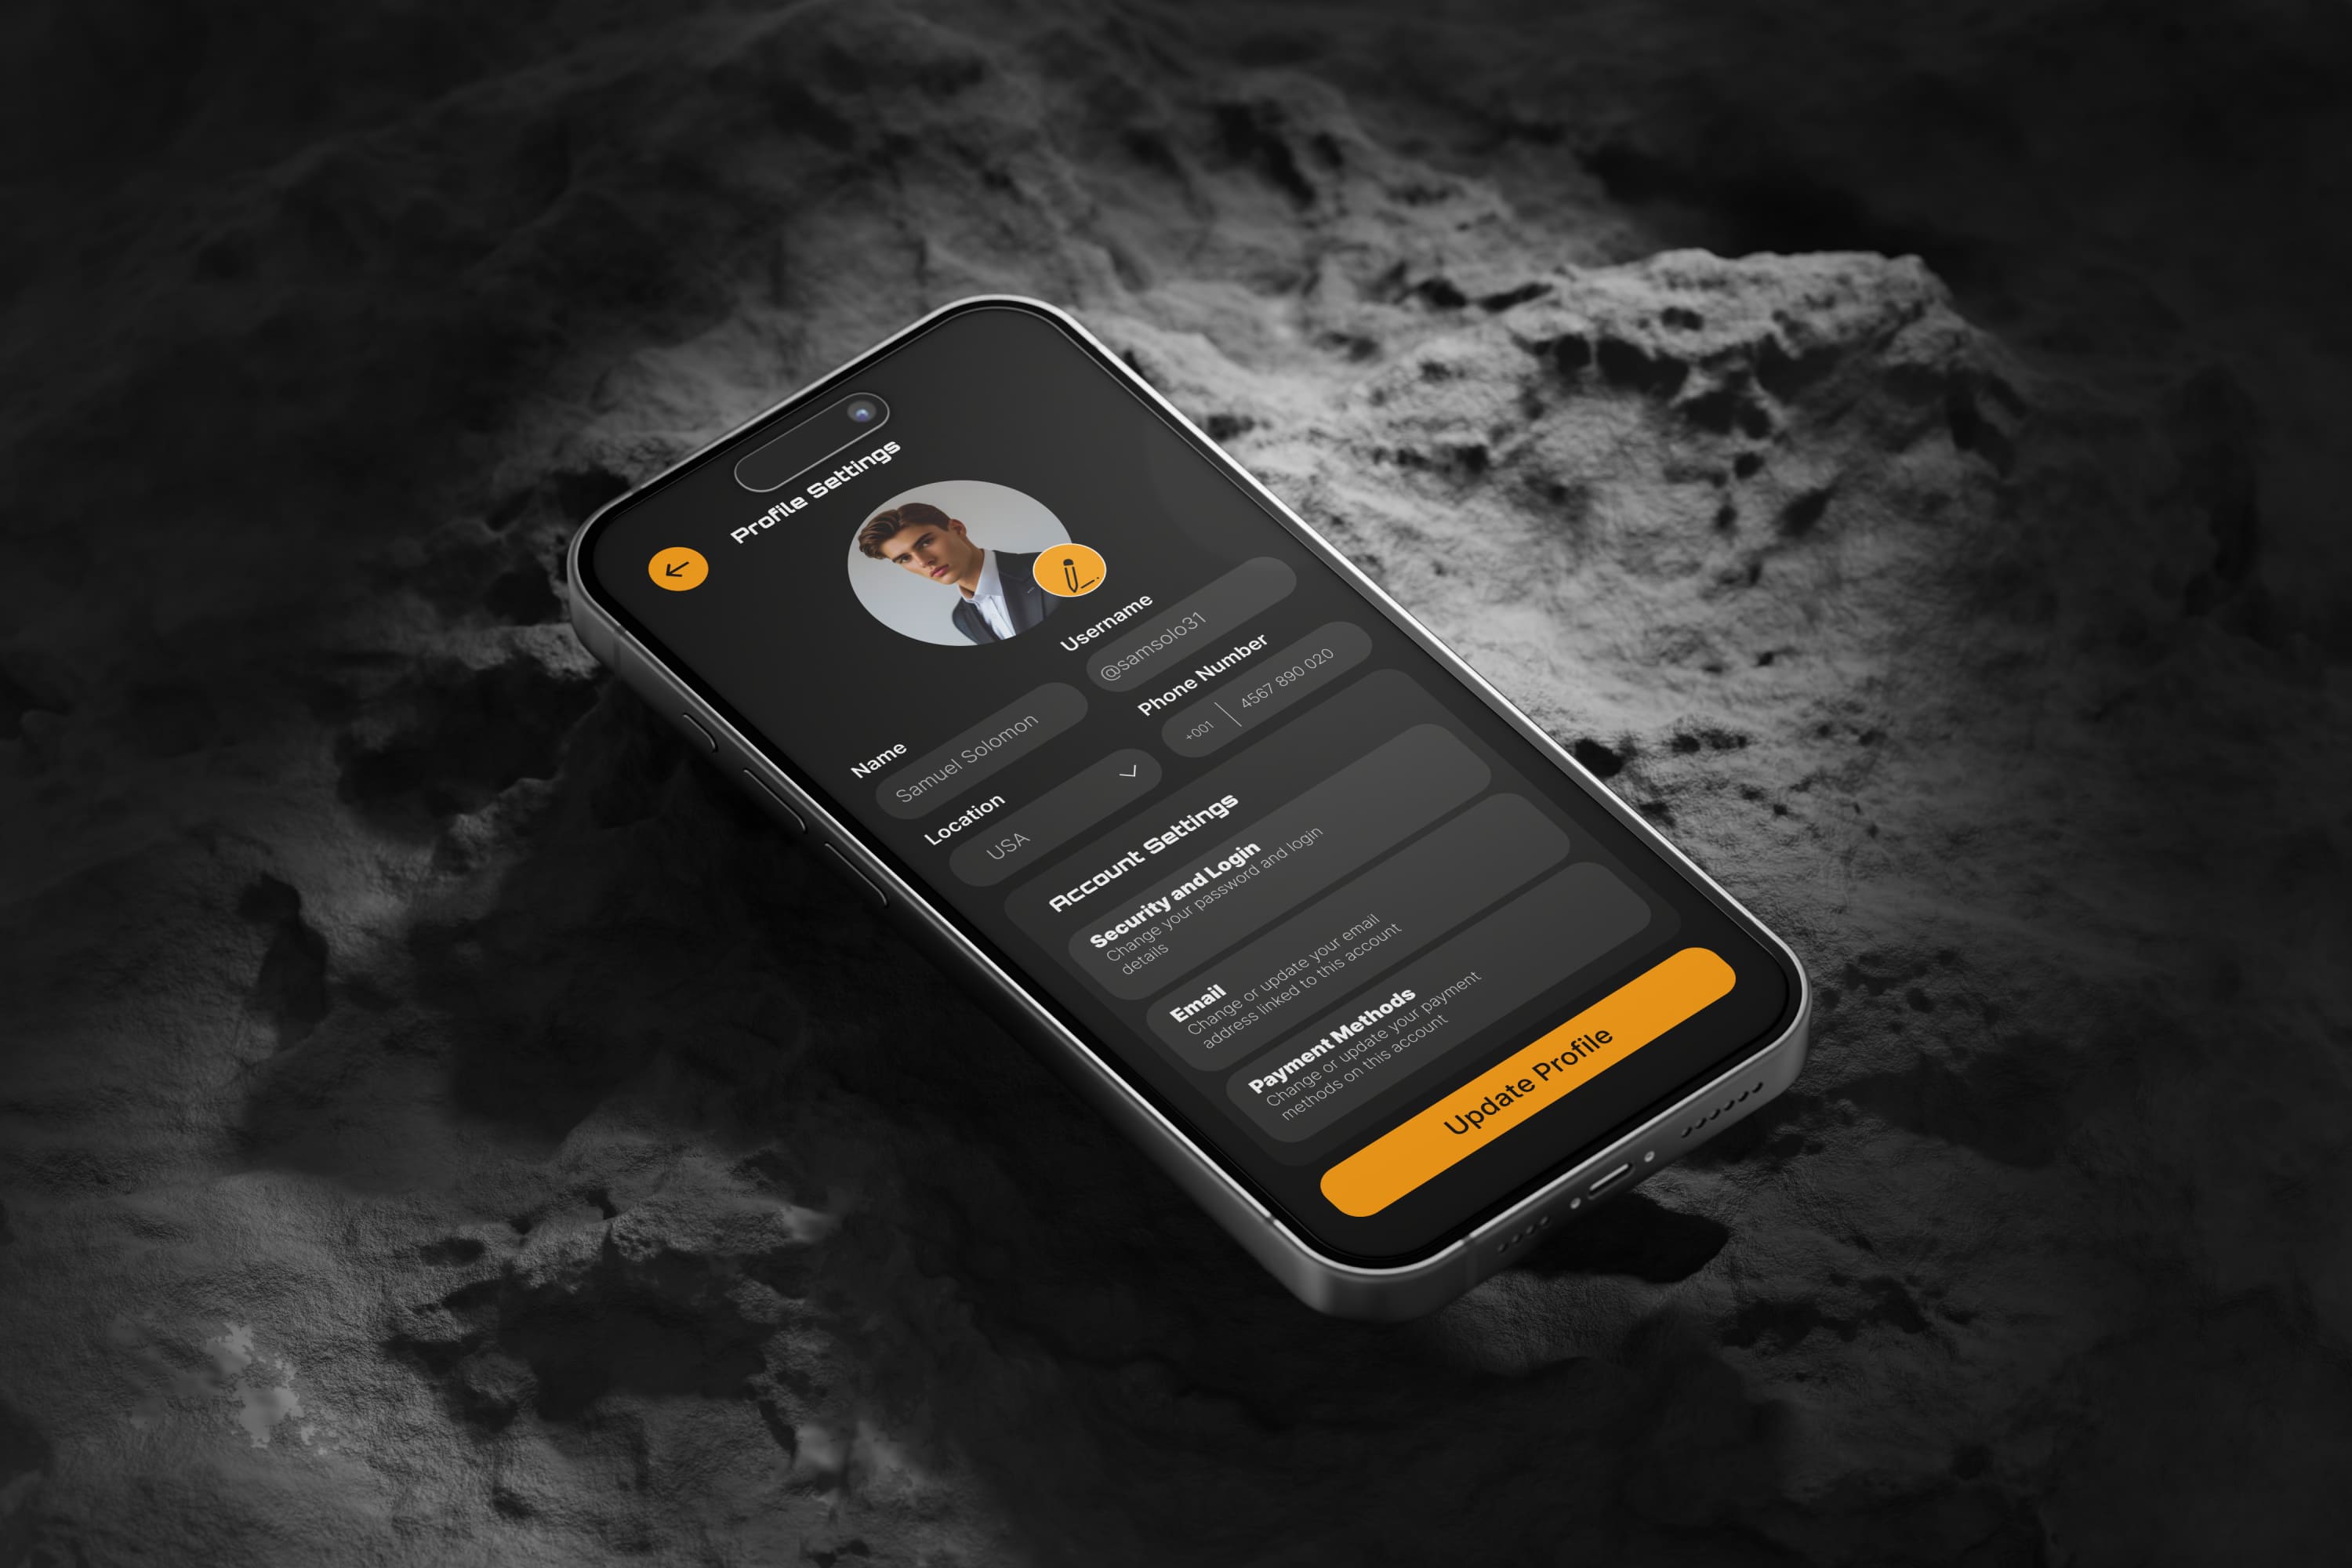 Profile Settings
Name
Samuel Solomon
Username
@samsolo31
Location
USA
Phone Number
+001 | 4567 890 020
Account Settings
Security and Login
Change your password and login
details
Email
Change or update your email
address linked to this account
Payment Methods
Change or update your payment
methods on this account
Update Profile